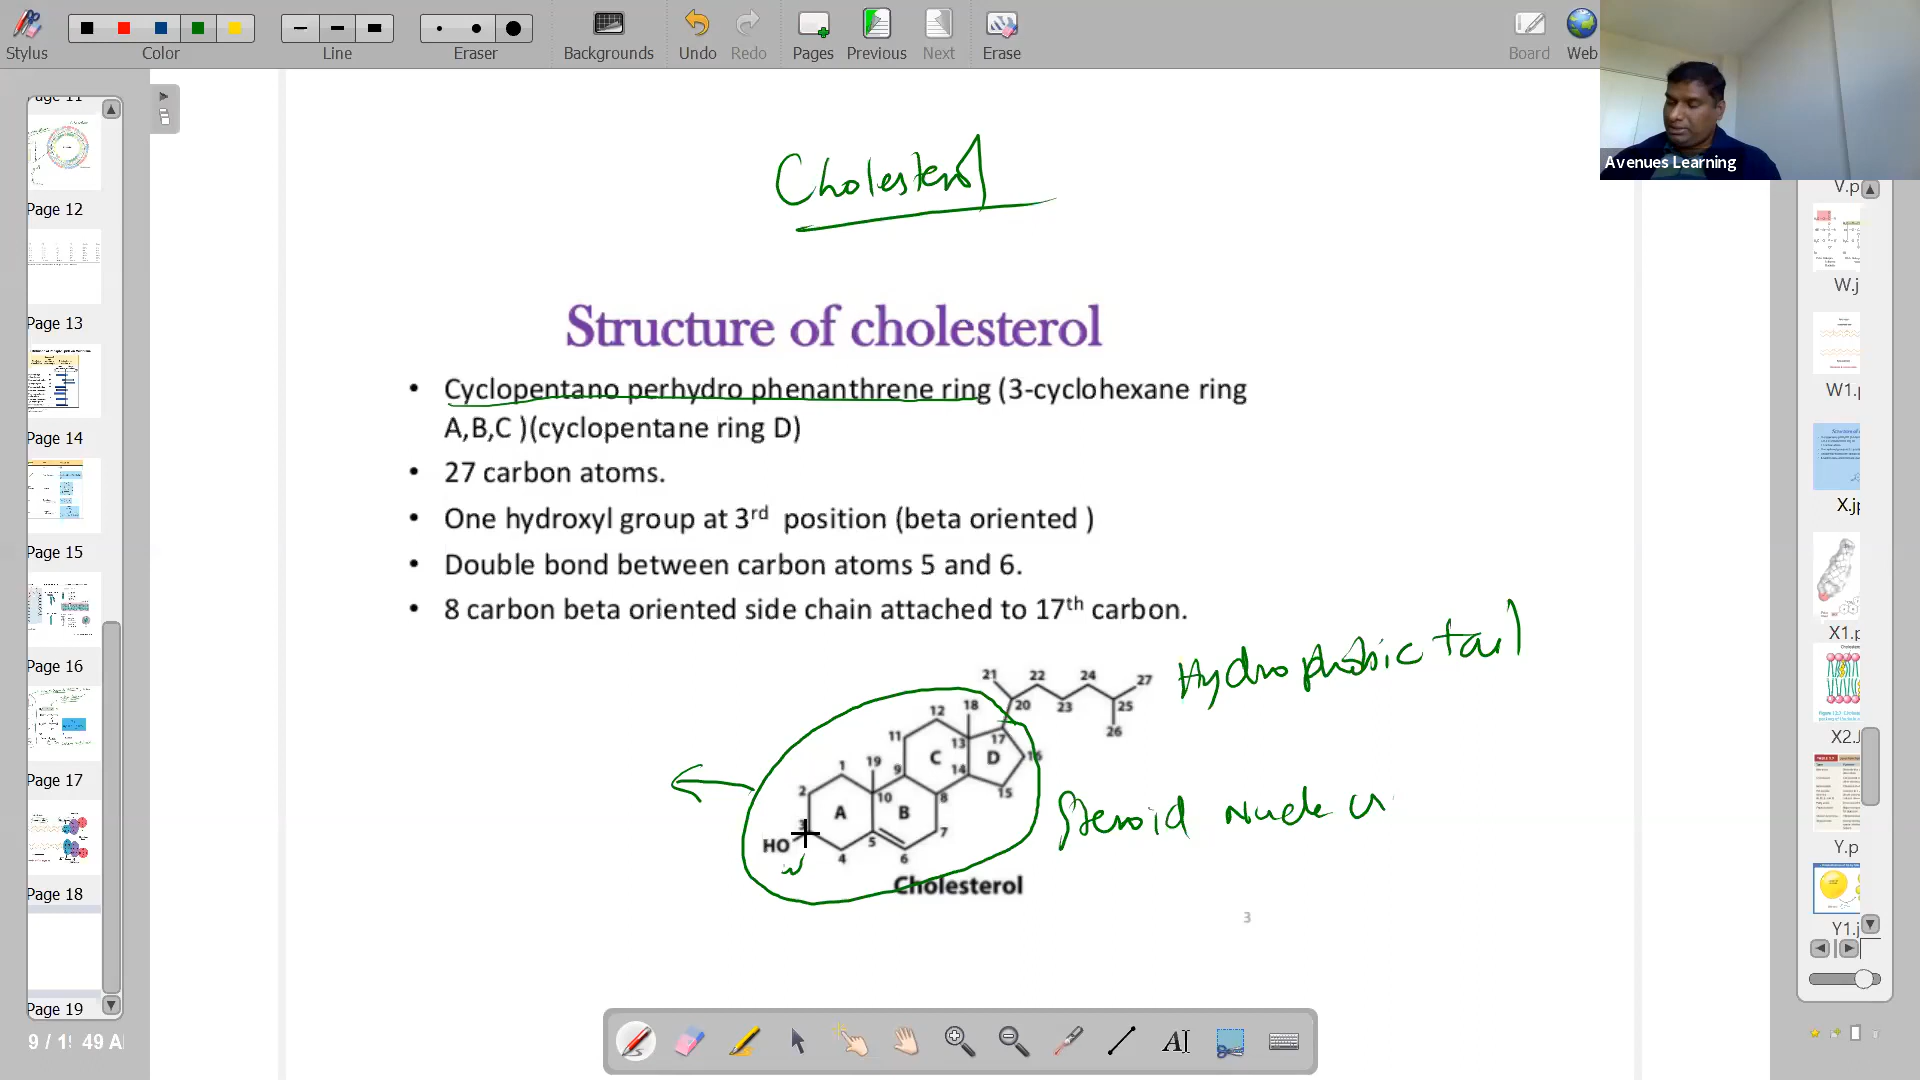 Stylus
Color
Line
Eraser
Backgrounds
Undo
Redo
Pages
Previous
Next
Erase
Board
Web
Avenues Learning
Page 12
Page 13
Page 14
Page 15
Page 16
Page 17
Page 18
Page 19
Cholesterol
Structure of cholesterol
• Cyclopentano perhydro phenanthrene ring (3-cyclohexane ring
A,B,C )(cyclopentane ring D)
• 27 carbon atoms.
• One hydroxyl group at 3rd position (beta oriented )
• Double bond between carbon atoms 5 and 6.
• 8 carbon beta oriented side chain attached to 17th carbon.
Hydrophobic tail
21 22 24 27
20 23 25
26
12 18
11 13 17 16
C D
1 19 9 14 15
2 10 8
A B
3 7
HO 5
4 6
Steroid Nucle
Cholesterol
3
V.p
W.j
W1.p
X.jp
X1.p
X2.J
Y.p
Y1.j